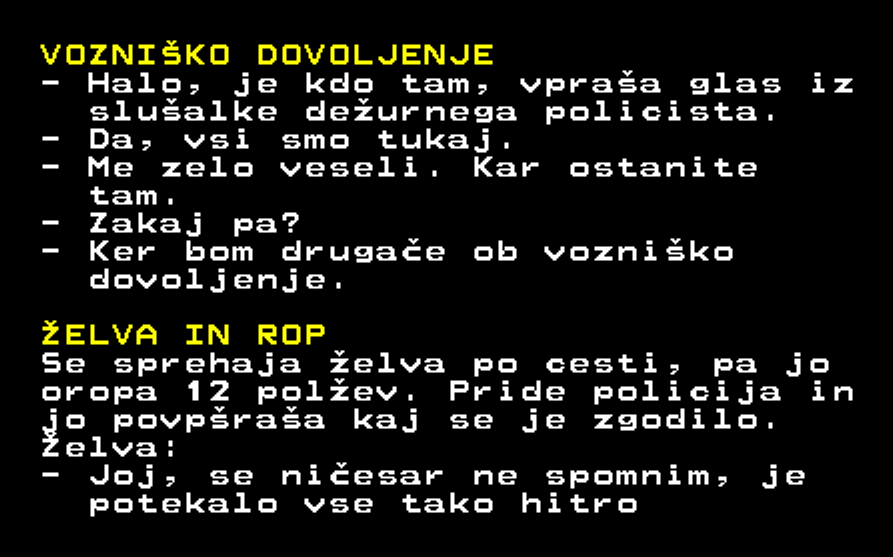 VOZNIŠKO DOVOLJENJE
- Halo, je kdo tam, vpraša glas iz
slušalke dežurnega policista.
- Da, vsi smo tukaj.
- Me zelo veseli. Kar ostanite
tam.
- Zakaj pa?
- Ker bom drugače ob vozniško
dovoljenje.
ŽELVA IN ROP
Se sprehaja želva po cesti, pa jo
oropa 12 polžev. Pride policija in
jo povpšraša kaj se je zgodilo.
Želva:
- Joj, se ničesar ne spomnim, je
potekalo vse tako hitro